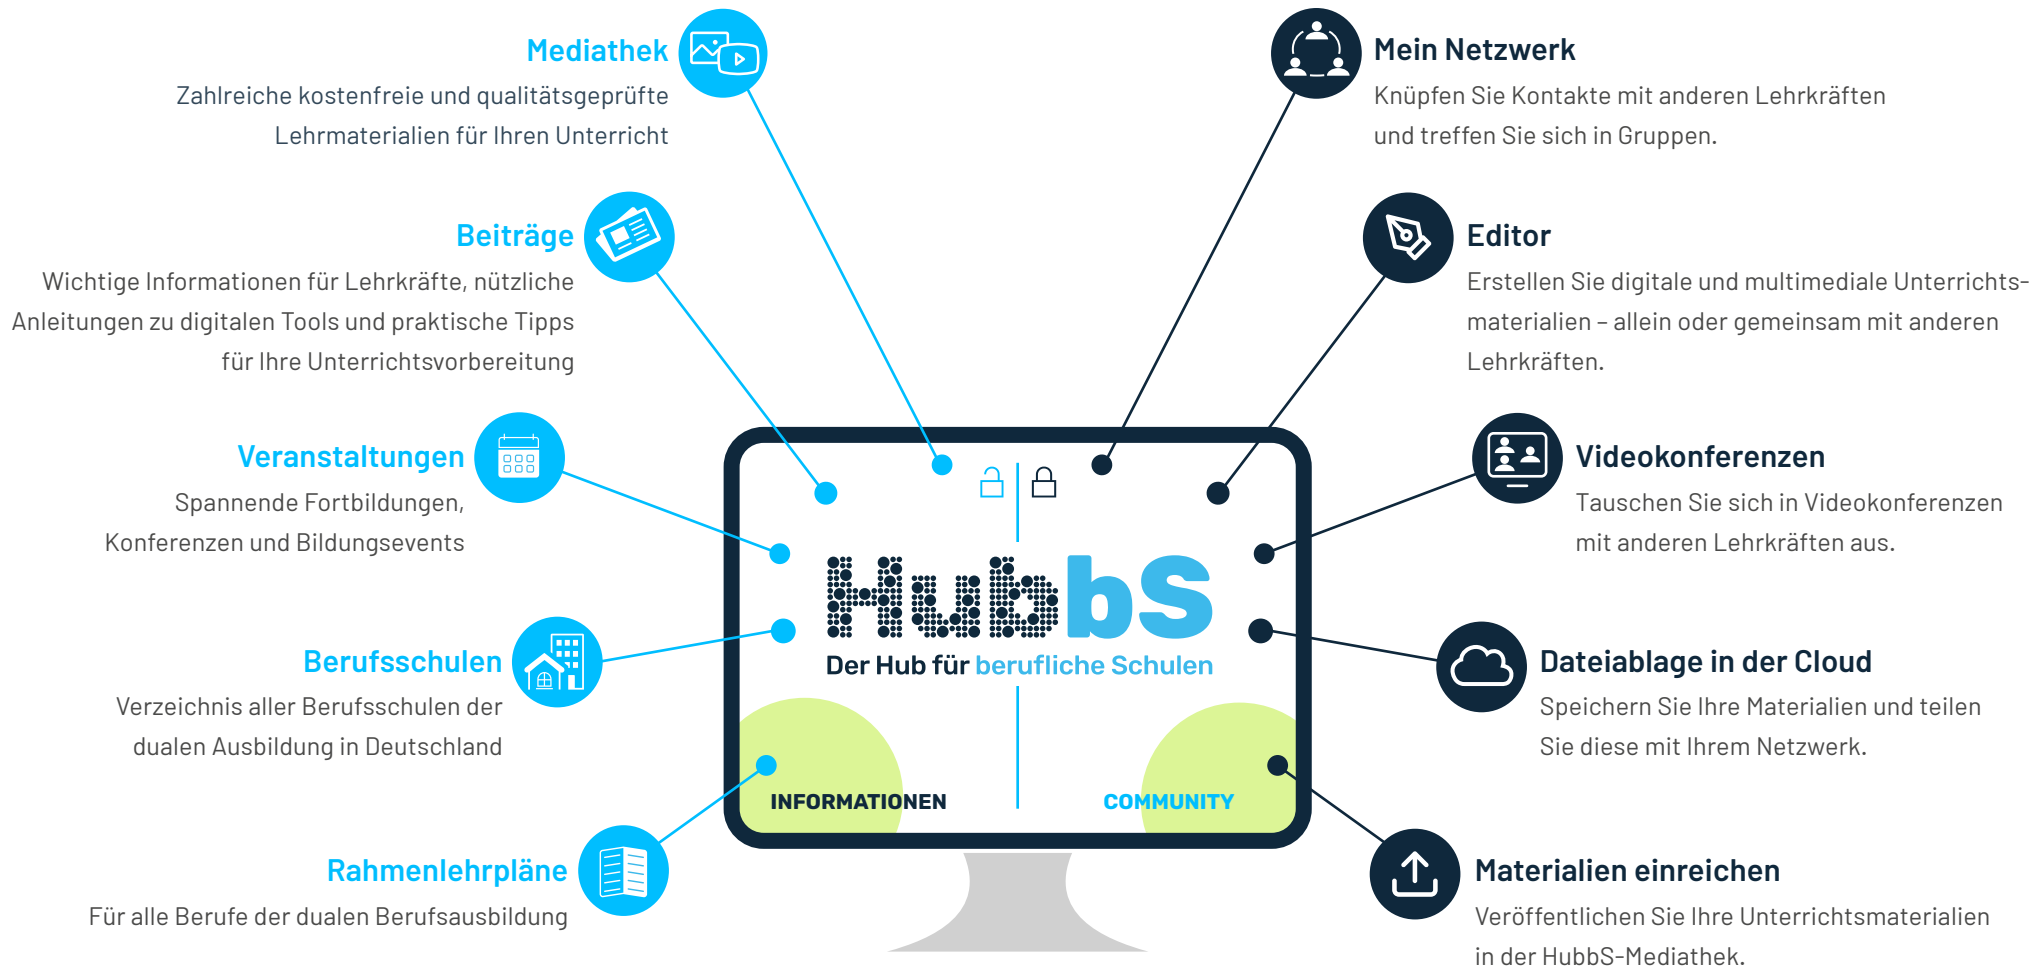 Mediathek
Zahlreiche kostenfreie und qualitätsgeprüfte
Lehrmaterialien für Ihren Unterricht
Beiträge
Wichtige Informationen für Lehrkräfte, nützliche
Anleitungen zu digitalen Tools und praktische Tipps
für Ihre Unterrichtsvorbereitung
Veranstaltungen
Spannende Fortbildungen,
Konferenzen und Bildungsevents
Berufsschulen
Verzeichnis aller Berufsschulen der
dualen Ausbildung in Deutschland
Rahmenlehrpläne
Für alle Berufe der dualen Berufsausbildung
HubbS
Der Hub für berufliche Schulen
INFORMATIONEN
COMMUNITY
Mein Netzwerk
Knüpfen Sie Kontakte mit anderen Lehrkräften
und treffen Sie sich in Gruppen.
Editor
Erstellen Sie digitale und multimediale Unterrichts-
materialien – allein oder gemeinsam mit anderen
Lehrkräften.
Videokonferenzen
Tauschen Sie sich in Videokonferenzen
mit anderen Lehrkräften aus.
Dateiablage in der Cloud
Speichern Sie Ihre Materialien und teilen
Sie diese mit Ihrem Netzwerk.
Materialien einreichen
Veröffentlichen Sie Ihre Unterrichtsmaterialien
in der HubbS-Mediathek.